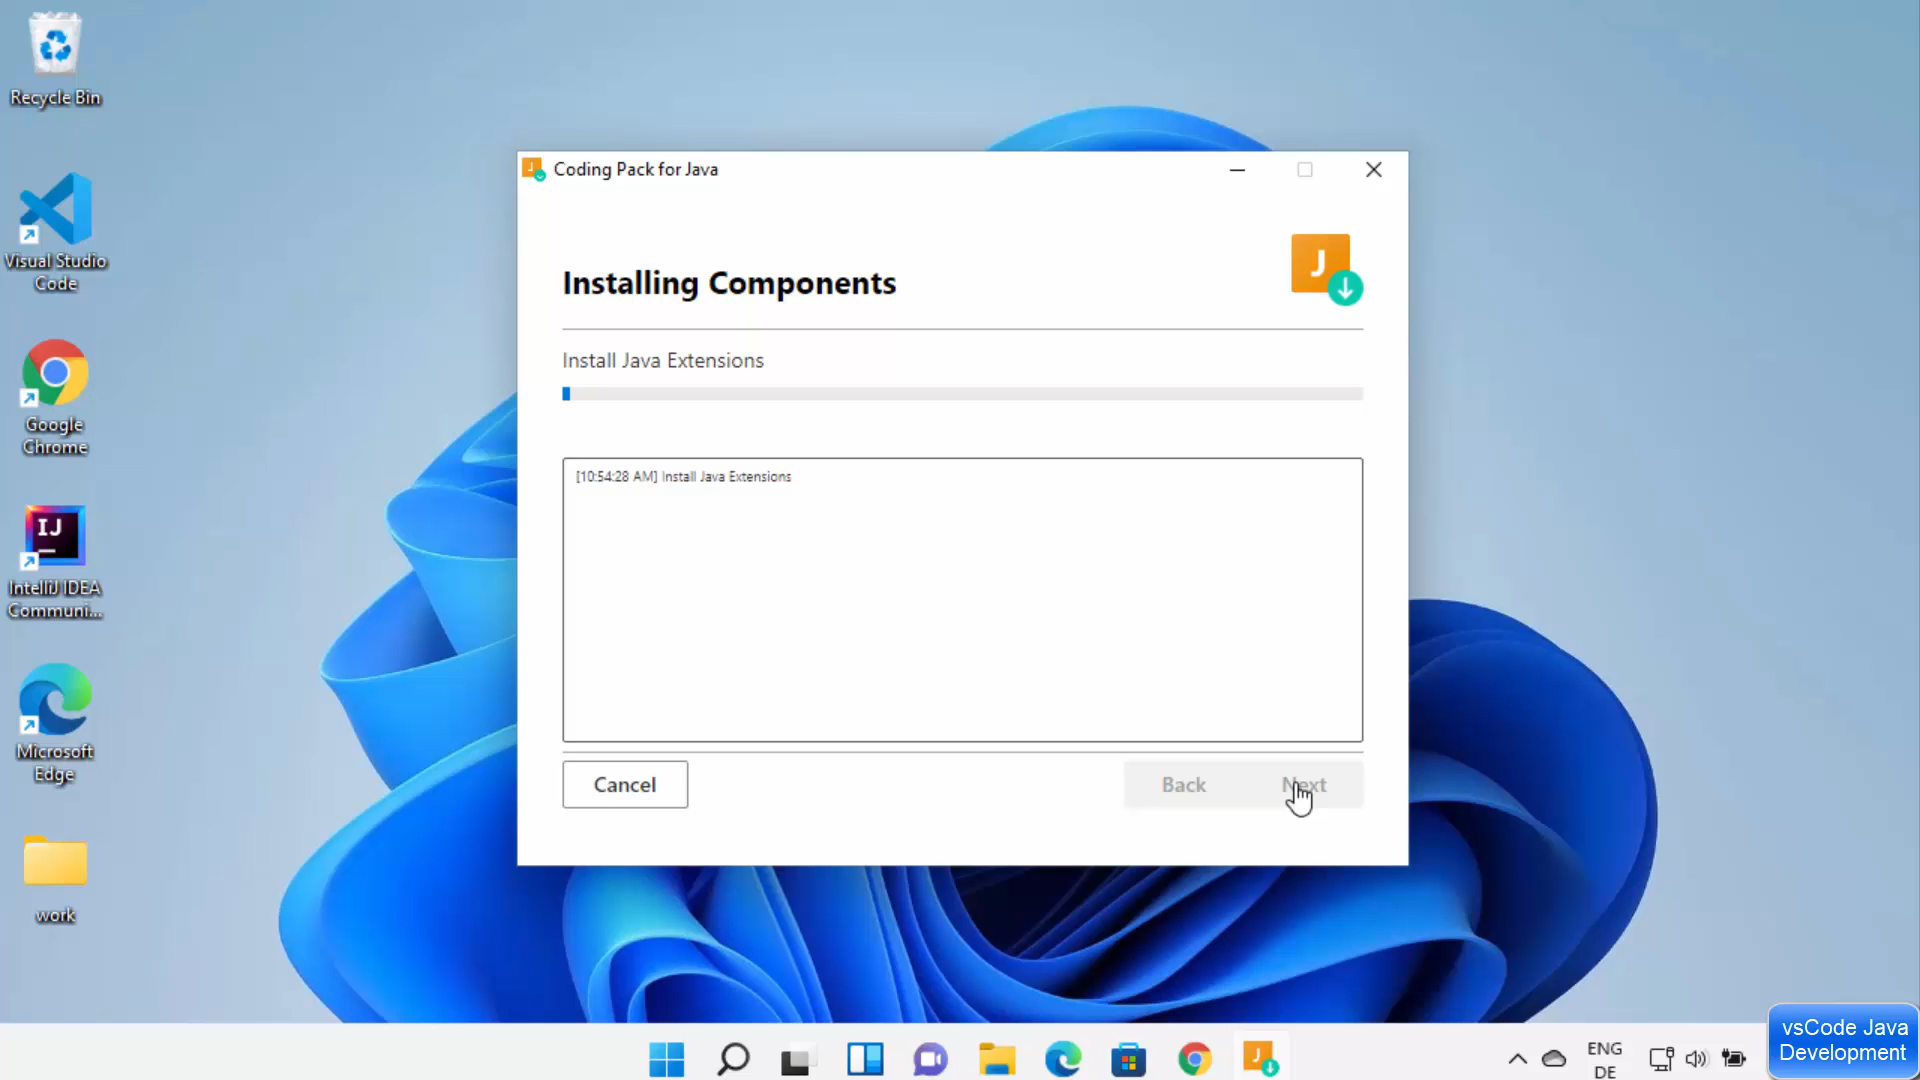 Recycle Bin
Visual Studio
Code
Google
Chrome
IJ
IntelliJ IDEA
Communi...
Microsoft
Edge
work
J
Coding Pack for Java
Installing Components
J
Install Java Extensions
[10:54:28 AM] Install Java Extensions
Cancel
Back
Next
J
ENG
DE
vsCode Java
Development